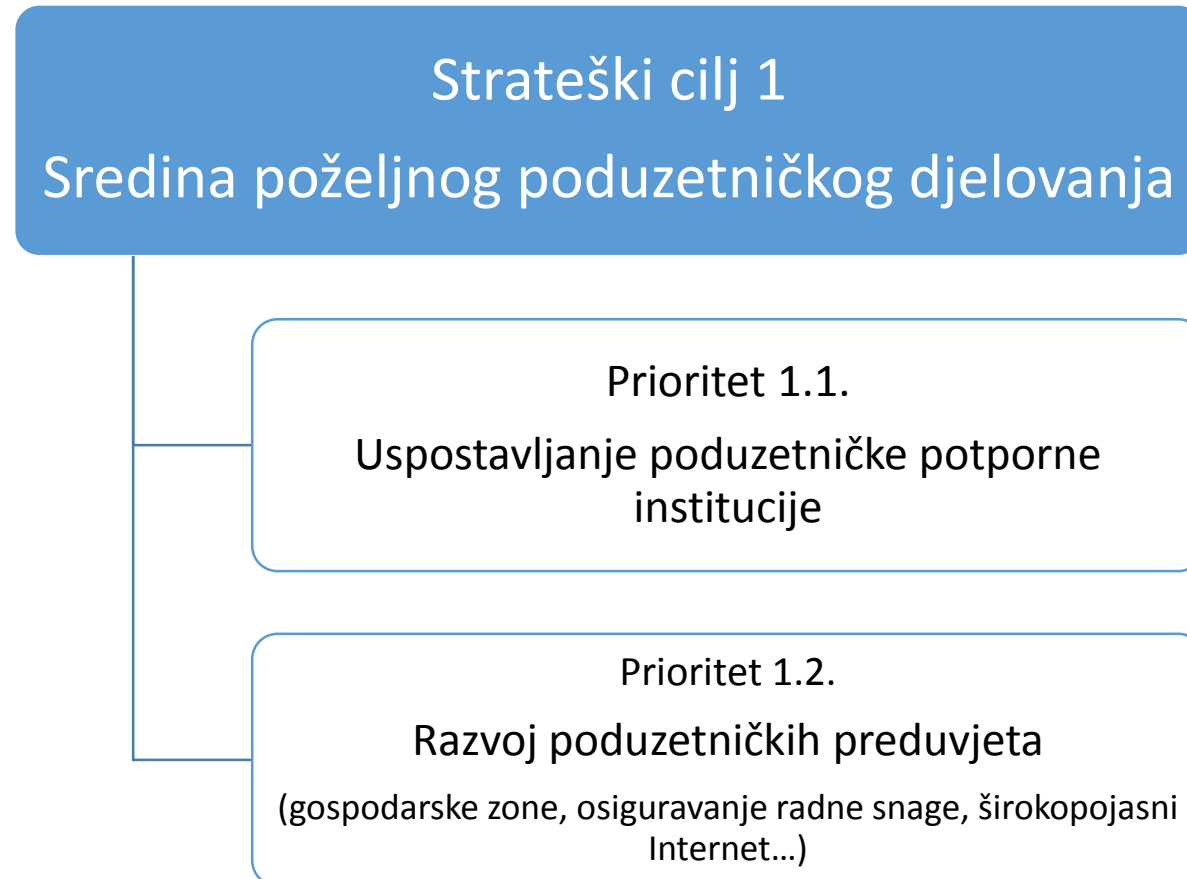 Strateški cilj 1
Sredina poželjnog poduzetničkog djelovanja
Prioritet 1.1.
Uspostavljanje poduzetničke potporne
institucije
Prioritet 1.2.
Razvoj poduzetničkih preduvjeta
(gospodarske zone, osiguravanje radne snage, širokopojasni
Internet...)